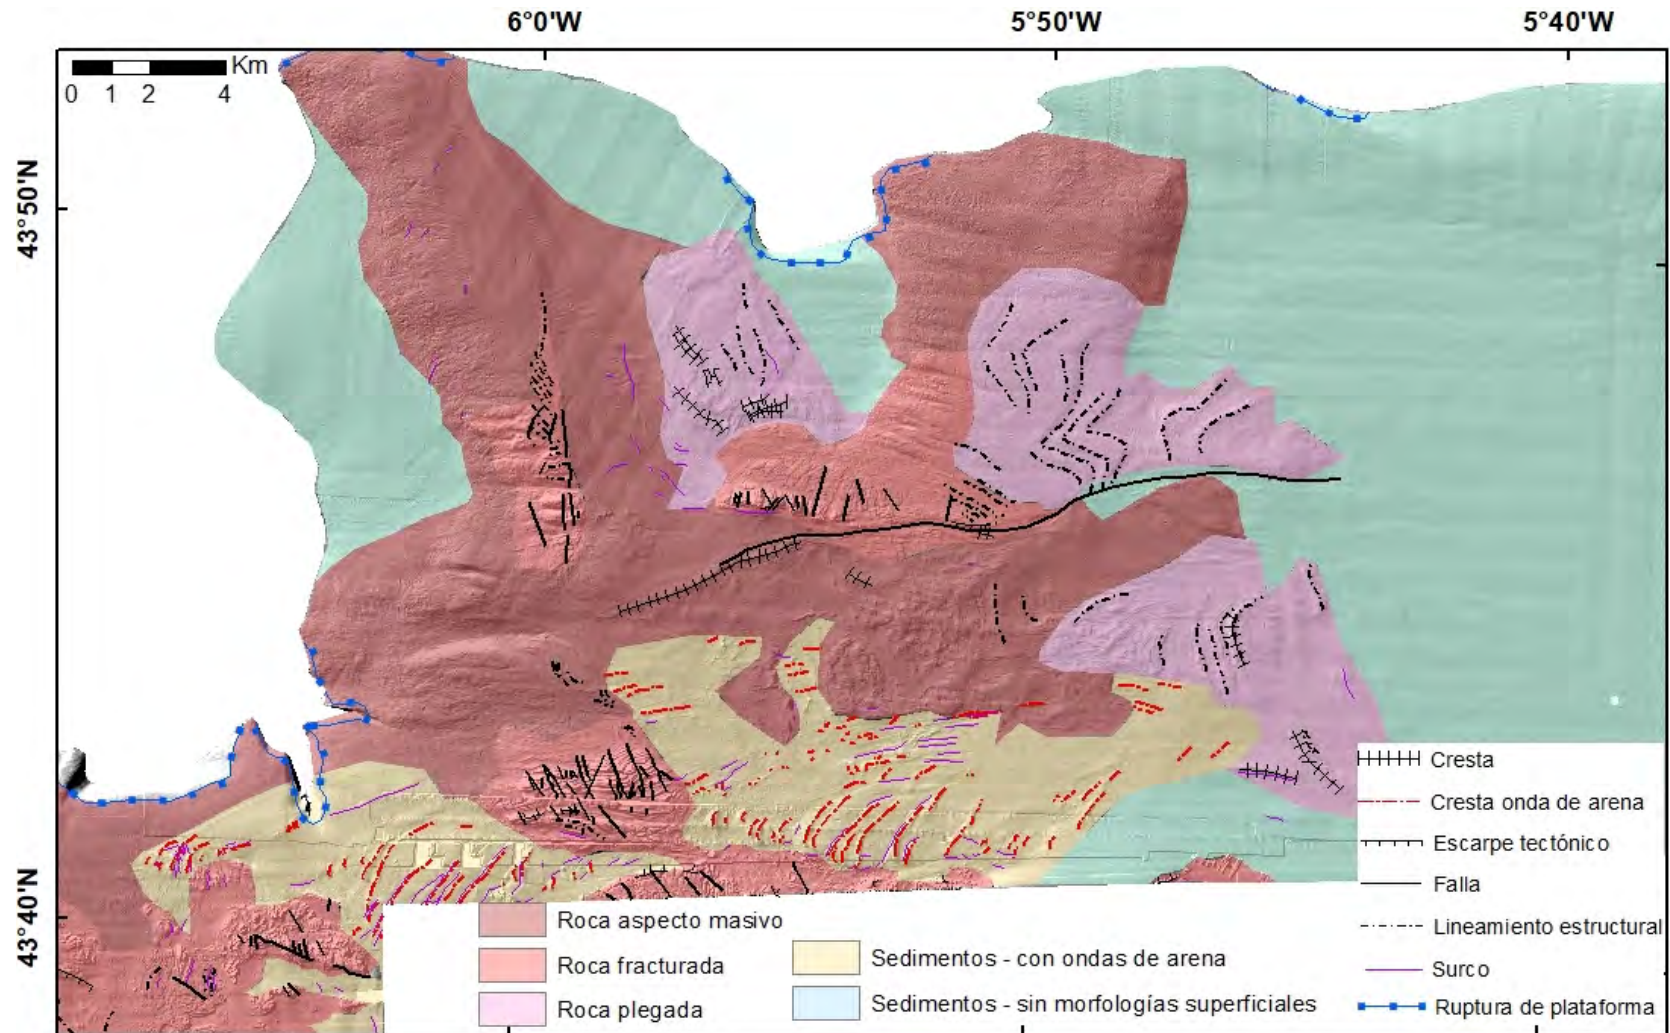 6°0'W 5°50'W 5°40'W
Km
0 1 2 4
43°50'N
43°40'N
Cresta
Cresta onda de arena
Escarpe tectónico
Falla
Lineamiento estructural
Surco
Ruptura de plataforma
Roca aspecto masivo
Roca fracturada
Roca plegada
Sedimentos - con ondas de arena
Sedimentos - sin morfologías superficiales